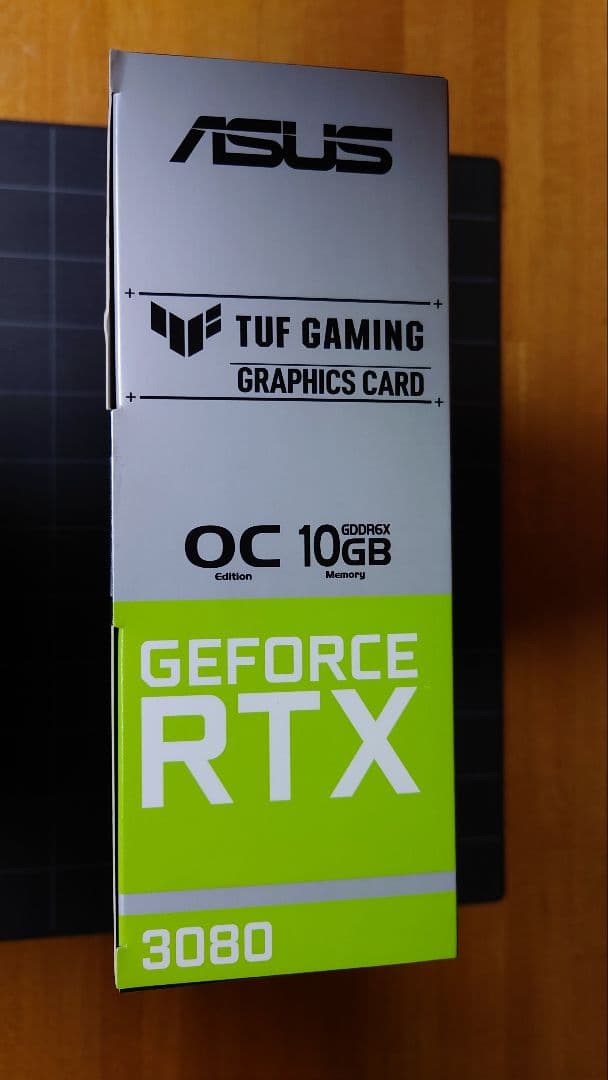 ASUS
TUF GAMING
GRAPHICS CARD
OC Edition 10GB GDDR6X Memory
GEFORCE
RTX
3080